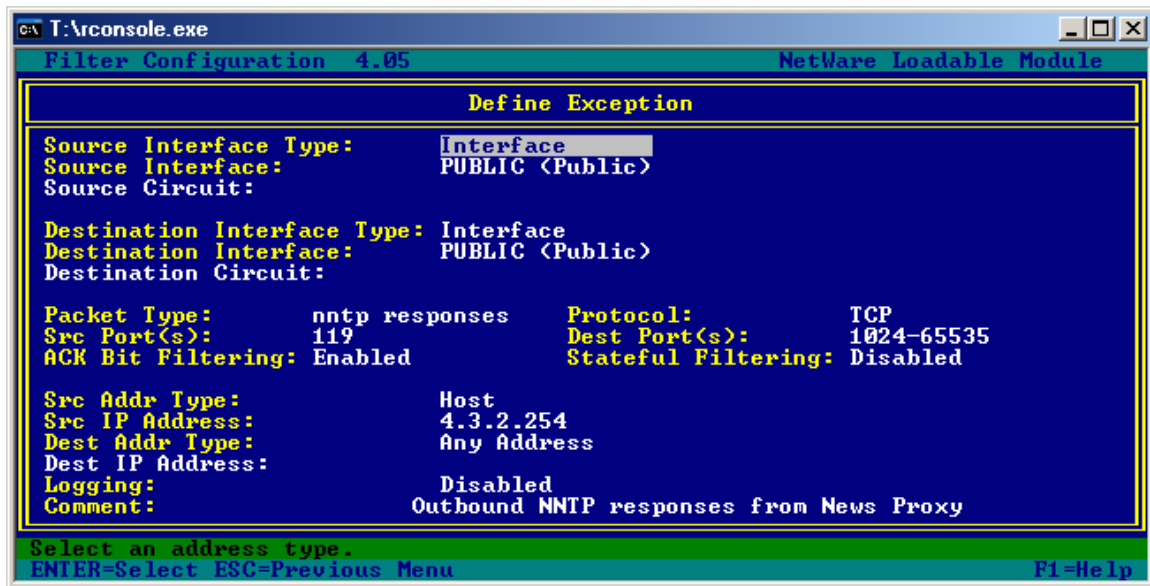 T:\rconsole.exe
Filter Configuration 4.05 NetWare Loadable Module
Define Exception
Source Interface Type: Interface
Source Interface: PUBLIC (Public)
Source Circuit:
Destination Interface Type: Interface
Destination Interface: PUBLIC (Public)
Destination Circuit:
Packet Type: nntp responses Protocol: TCP
Src Port(s): 119 Dest Port(s): 1024-65535
ACK Bit Filtering: Enabled Stateful Filtering: Disabled
Src Addr Type: Host
Src IP Address: 4.3.2.254
Dest Addr Type: Any Address
Dest IP Address:
Logging: Disabled
Comment: Outbound NNTP responses from News Proxy
Select an address type.
ENTER=Select ESC=Previous Menu F1=Help